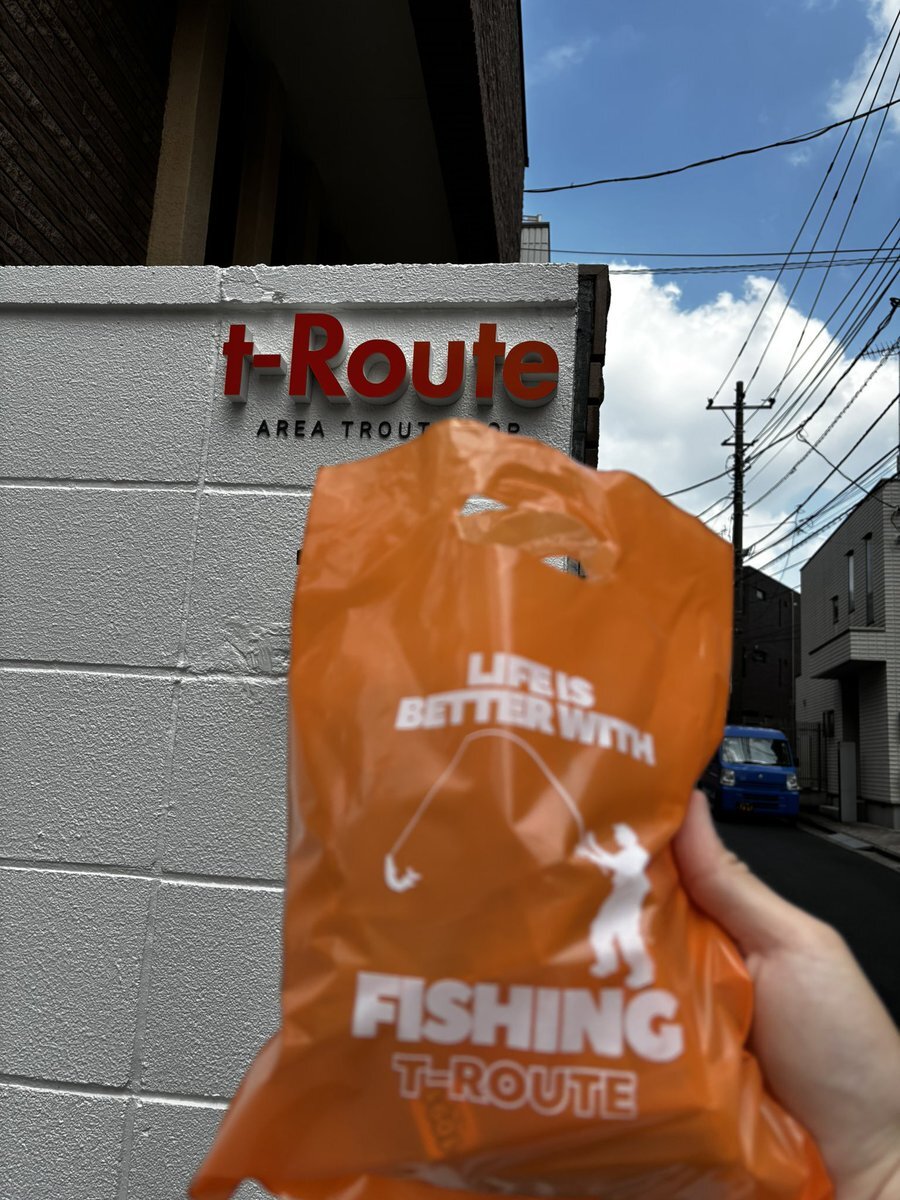 t-Route
AREA TROUT
LIFE IS
BETTER WITH
FISHING
T-ROUTE